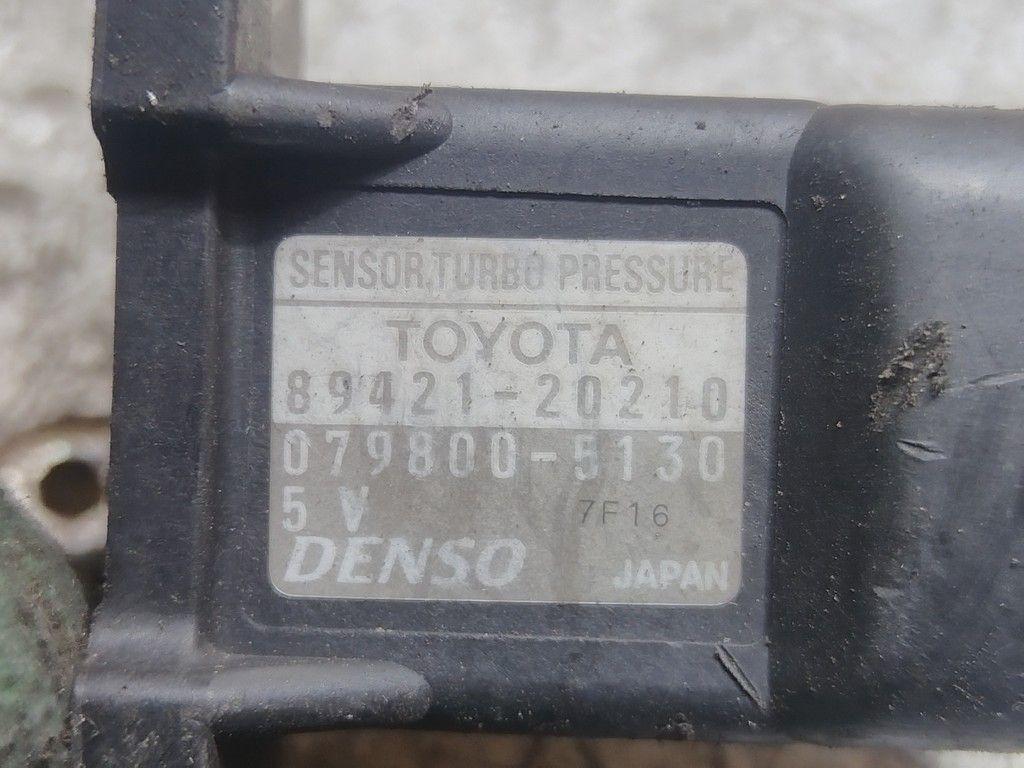 SENSOR,TURBO PRESSURE
TOYOTA
89421-20210
079800-5130
5 V 7F16
DENSO JAPAN